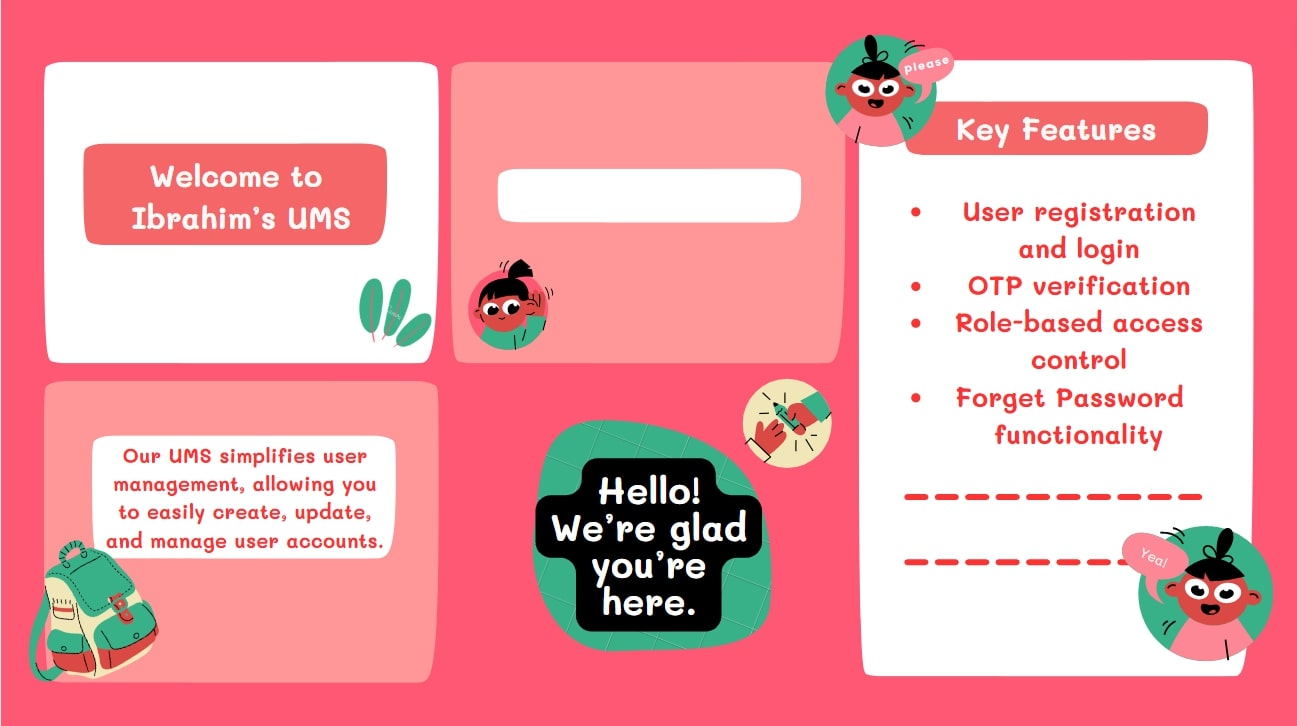 Welcome to
Ibrahim's UMS
Our UMS simplifies user
management, allowing you
to easily create, update,
and manage user accounts.
Hello!
We're glad
you're
here.
please
Key Features
• User registration
and login
• OTP verification
• Role-based access
control
• Forget Password
functionality
Yea!